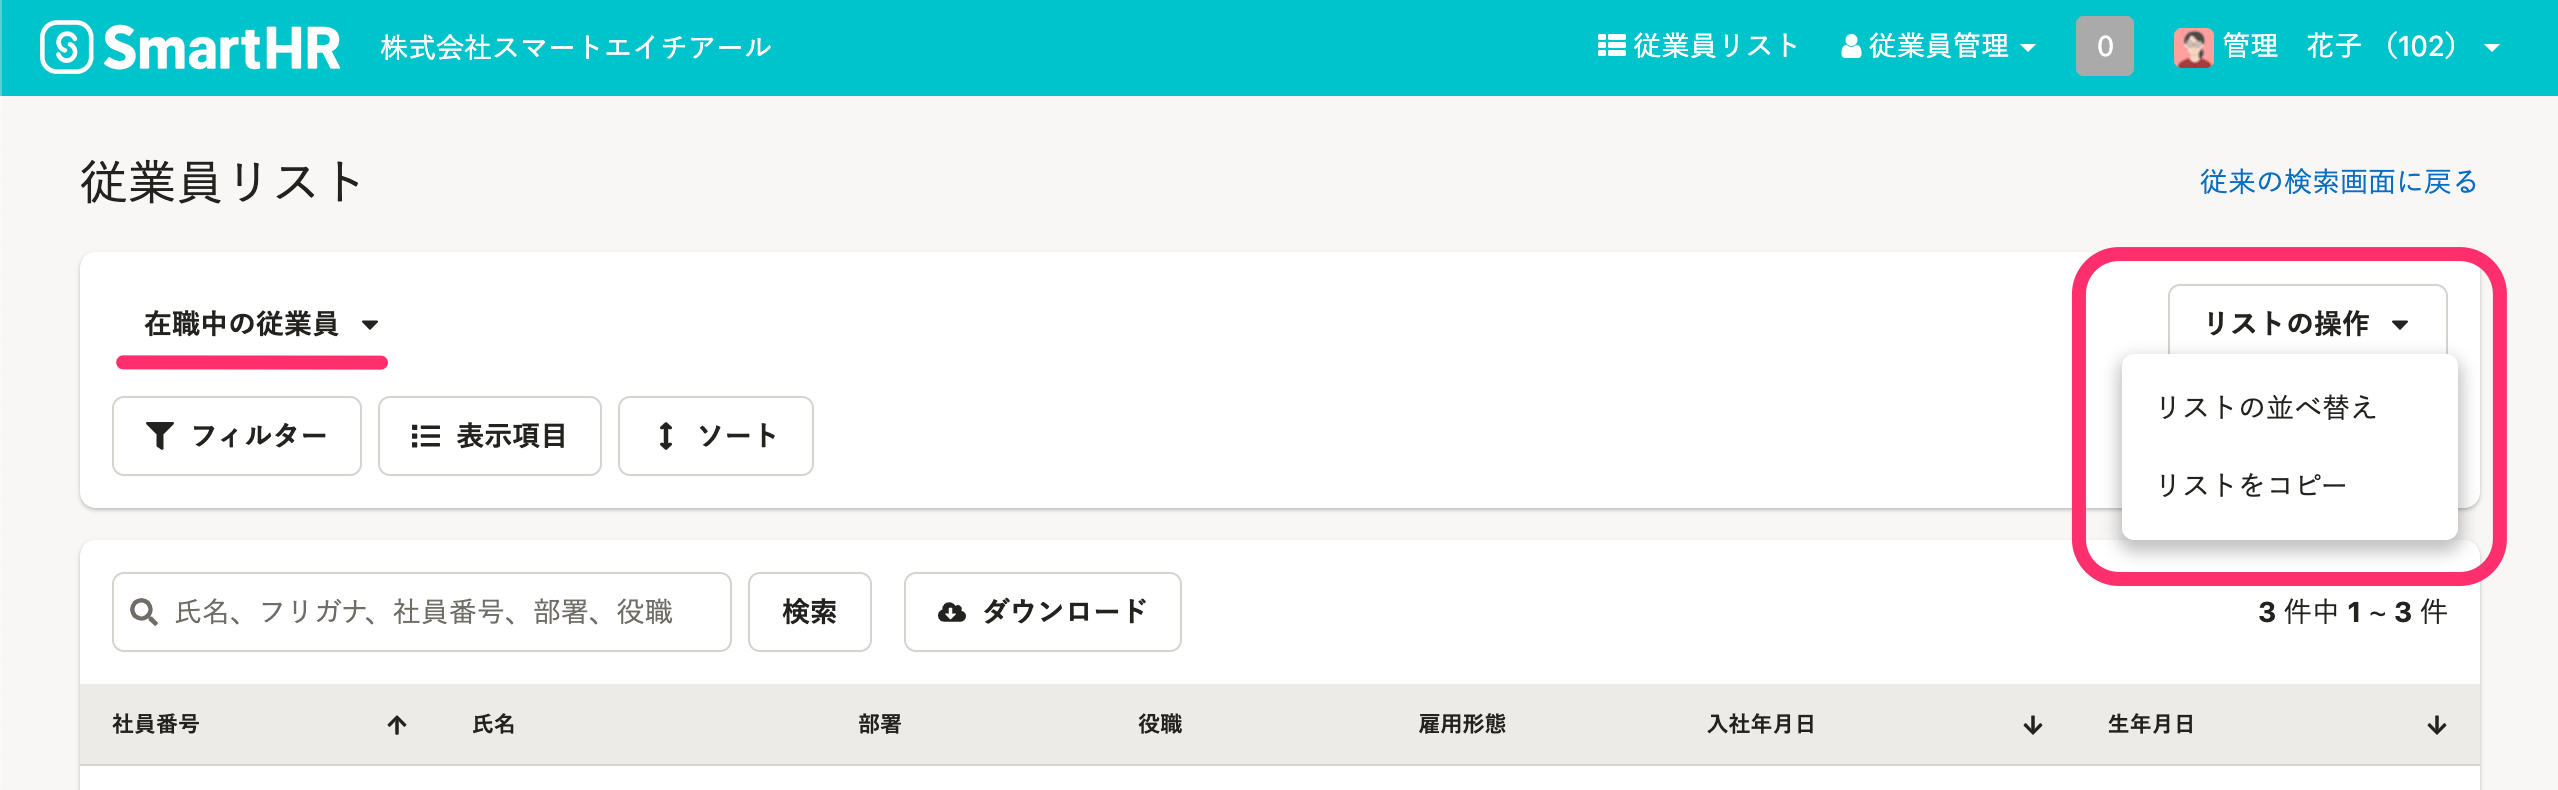 SmartHR 株式会社スマートエイチアール 従業員リスト 従業員管理 0 管理 花子 （102）
従業員リスト 従来の検索画面に戻る
在職中の従業員 リストの操作
リストの並べ替え
フィルター 表示項目 ソート
リストをコピー
氏名、フリガナ、社員番号、部署、役職 検索 ダウンロード 3 件中 1 ~ 3 件
社員番号 氏名 部署 役職 雇用形態 入社年月日 生年月日